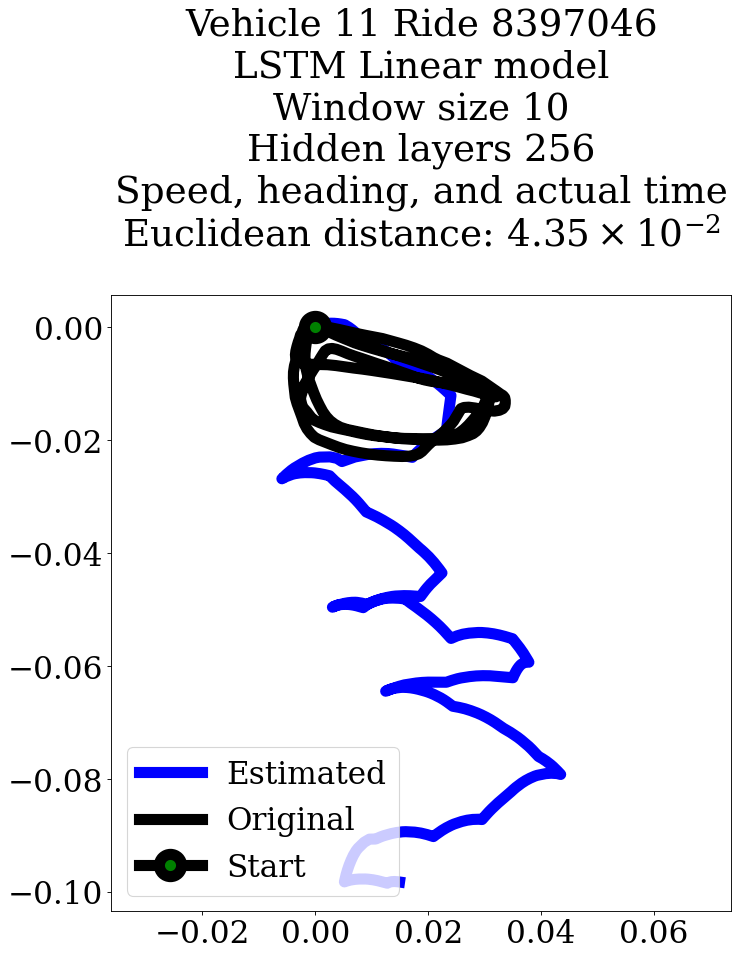 Vehicle 11 Ride 8397046
LSTM Linear model
Window size 10
Hidden layers 256
Speed, heading, and actual time
Euclidean distance: 4.35 × 10⁻²
0.00
−0.02
−0.04
−0.06
−0.08
−0.10
Estimated
Original
Start
−0.02 0.00 0.02 0.04 0.06